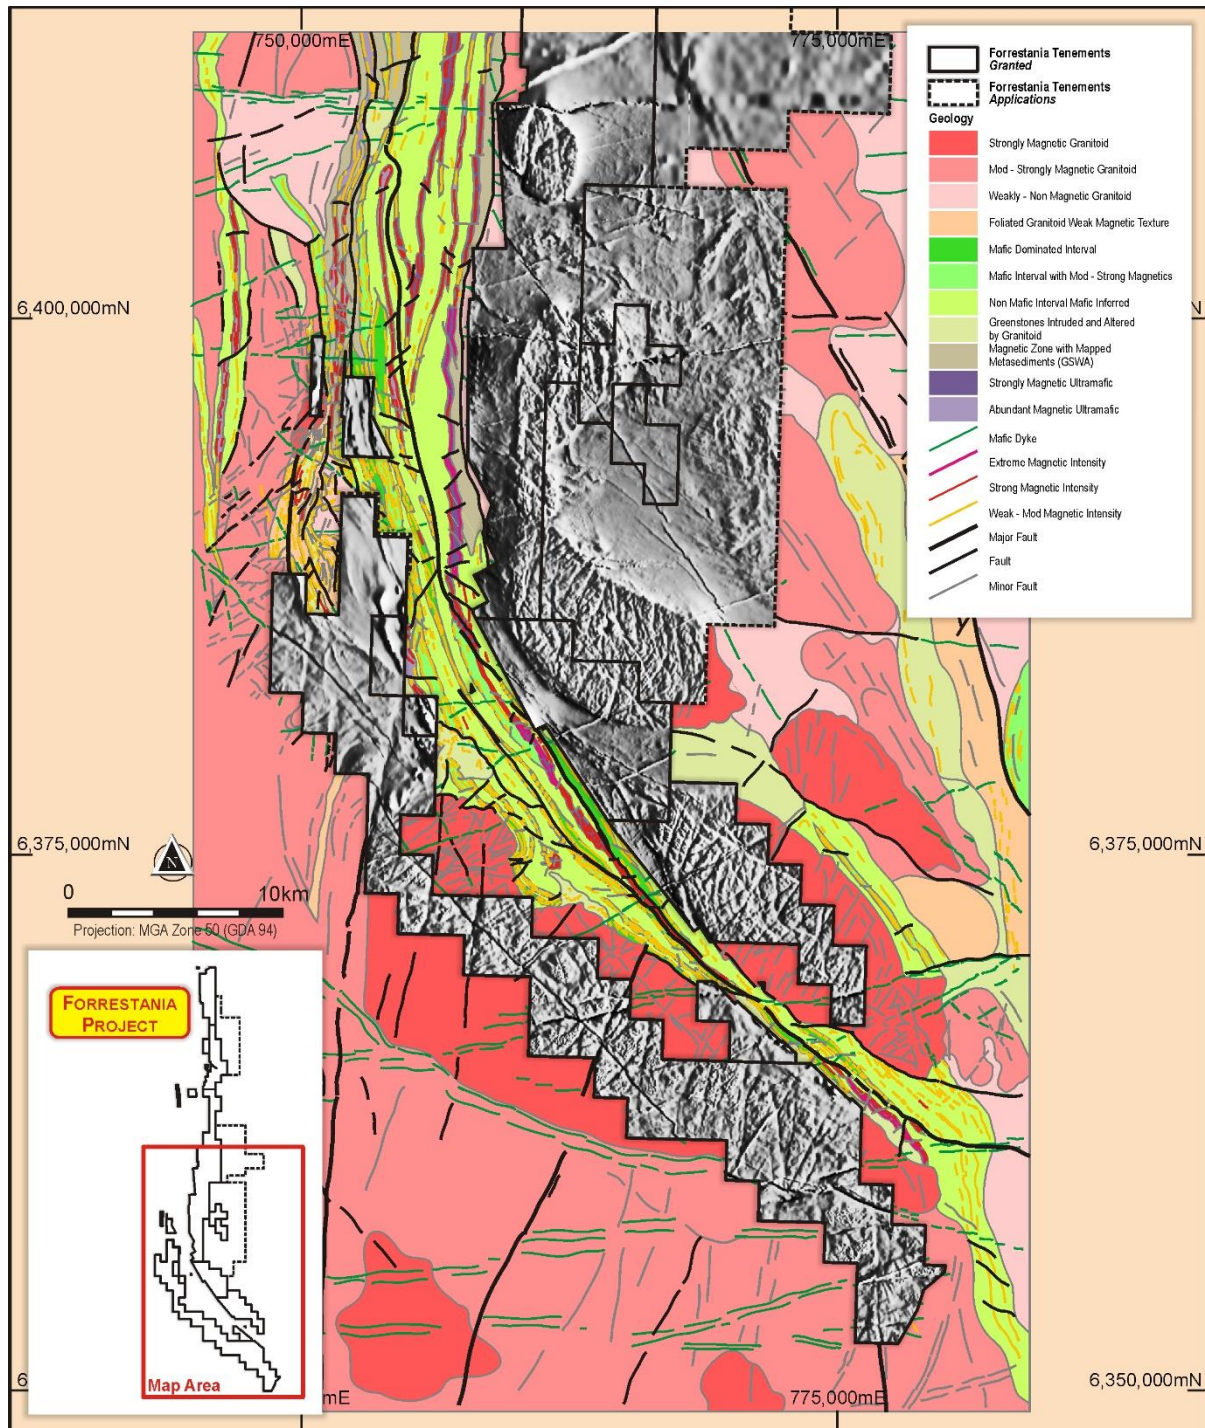 750,000mE
775,000mE
Forrestania Tenements
Granted
Forrestania Tenements
Applications
Geology
Strongly Magnetic Granitoid
Mod - Strongly Magnetic Granitoid
Weakly - Non Magnetic Granitoid
Foliated Granitoid Weak Magnetic Texture
Mafic Dominated Interval
Mafic Interval with Mod - Strong Magnetics
Non Mafic Interval Mafic Inferred
Greenstones Intruded and Altered
by Granitoid
Magnetic Zone with Mapped
Metasediments (GSWA)
Strongly Magnetic Ultramafic
Abundant Magnetic Ultramafic
Mafic Dyke
Extreme Magnetic Intensity
Strong Magnetic Intensity
Weak - Mod Magnetic Intensity
Major Fault
Fault
Minor Fault
6,400,000mN
N
6,375,000mN
6,375,000mN
N
0 10km
Projection: MGA Zone 50 (GDA 94)
FORRESTANIA
PROJECT
Map Area
6
mE
775,000mE
6,350,000mN